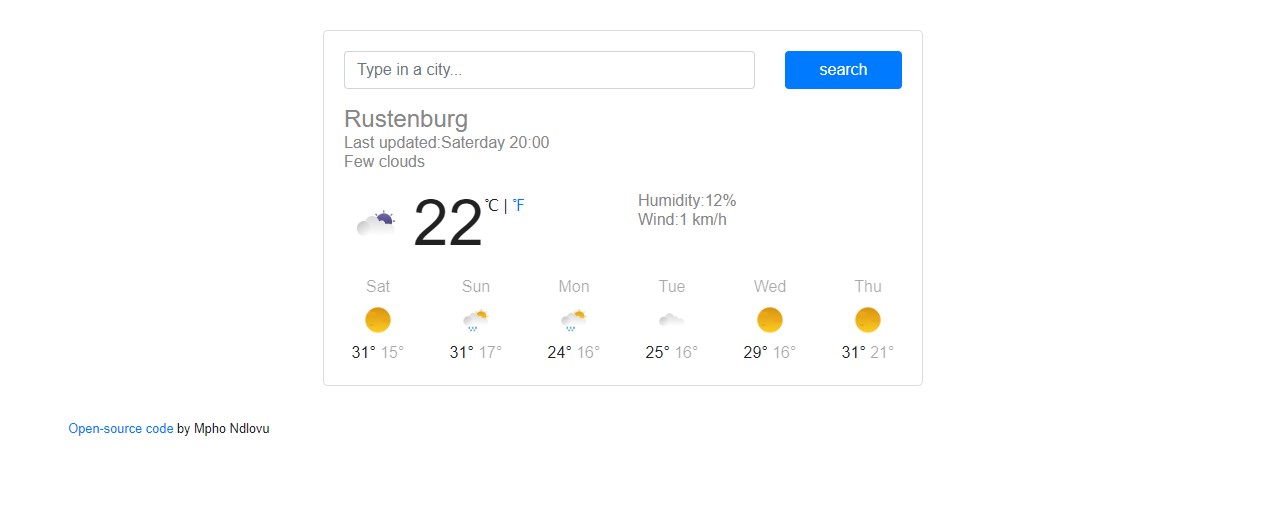 Type in a city...
search
Rustenburg
Last updated:Saterday 20:00
Few clouds
22℃ | ℉
Humidity:12%
Wind:1 km/h
Sat Sun Mon Tue Wed Thu
31° 15° 31° 17° 24° 16° 25° 16° 29° 16° 31° 21°
Open-source code by Mpho Ndlovu